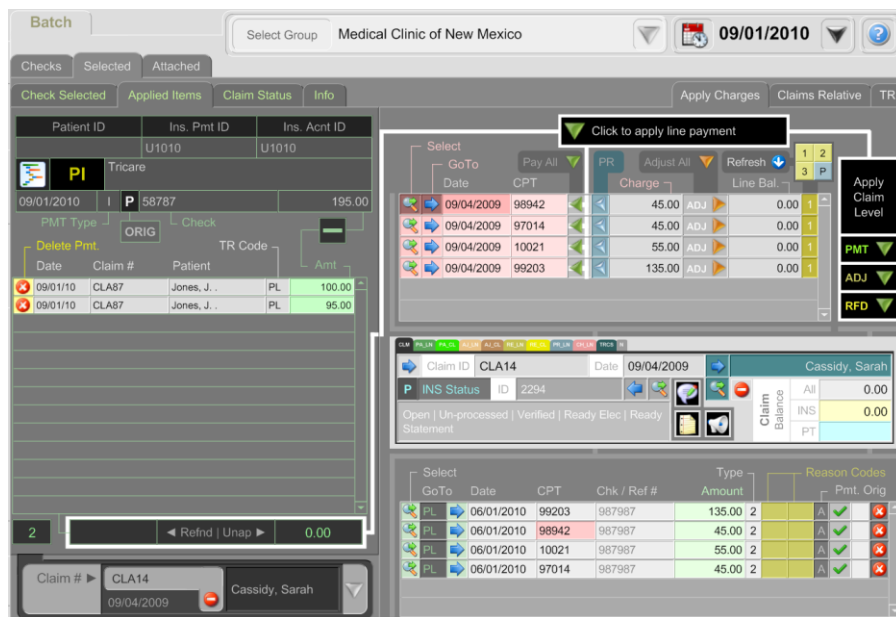 Batch
Select Group Medical Clinic of New Mexico 09/01/2010 ?
Checks Selected Attached
Check Selected Applied Items Claim Status Info
Apply Charges Claims Relative TR
Patient ID Ins. Pmt ID Ins. Acnt ID
U1010 U1010
PI Tricare
09/01/2010 I P 58787 195.00
PMT Type ORIG Check
Delete Pmt. TR Code
Date Claim # Patient Amt
09/01/10 CLA87 Jones, J. . PL 100.00
09/01/10 CLA87 Jones, J. . PL 95.00
2 ◀ Refnd | Unap ▶ 0.00
Claim # ▶ CLA14 Cassidy, Sarah
09/04/2009
Click to apply line payment
Select
GoTo Pay All PR Adjust All Refresh 1 2
3 P
Date CPT Charge Line Bal.
09/04/2009 98942 45.00 ADJ 0.00 1
09/04/2009 97014 45.00 ADJ 0.00 1
09/04/2009 10021 55.00 ADJ 0.00 1
09/04/2009 99203 135.00 ADJ 0.00 1
Apply
Claim
Level
PMT
ADJ
RFD
CLM PA_LN PA_CL AJ_LN AJ_CL RE_LN RE_CL PR_LN CH_LN TRCS N
Claim ID CLA14 Date 09/04/2009 Cassidy, Sarah
P INS Status ID 2294
Open | Un-processed | Verified | Ready Elec | Ready
Statement
Claim
Balance
All 0.00
INS 0.00
PT
Select Type Reason Codes
GoTo Date CPT Chk / Ref # Amount Pmt. Orig
PL 06/01/2010 99203 987987 135.00 2 A
PL 06/01/2010 98942 987987 45.00 2 A
PL 06/01/2010 10021 987987 55.00 2 A
PL 06/01/2010 97014 987987 45.00 2 A